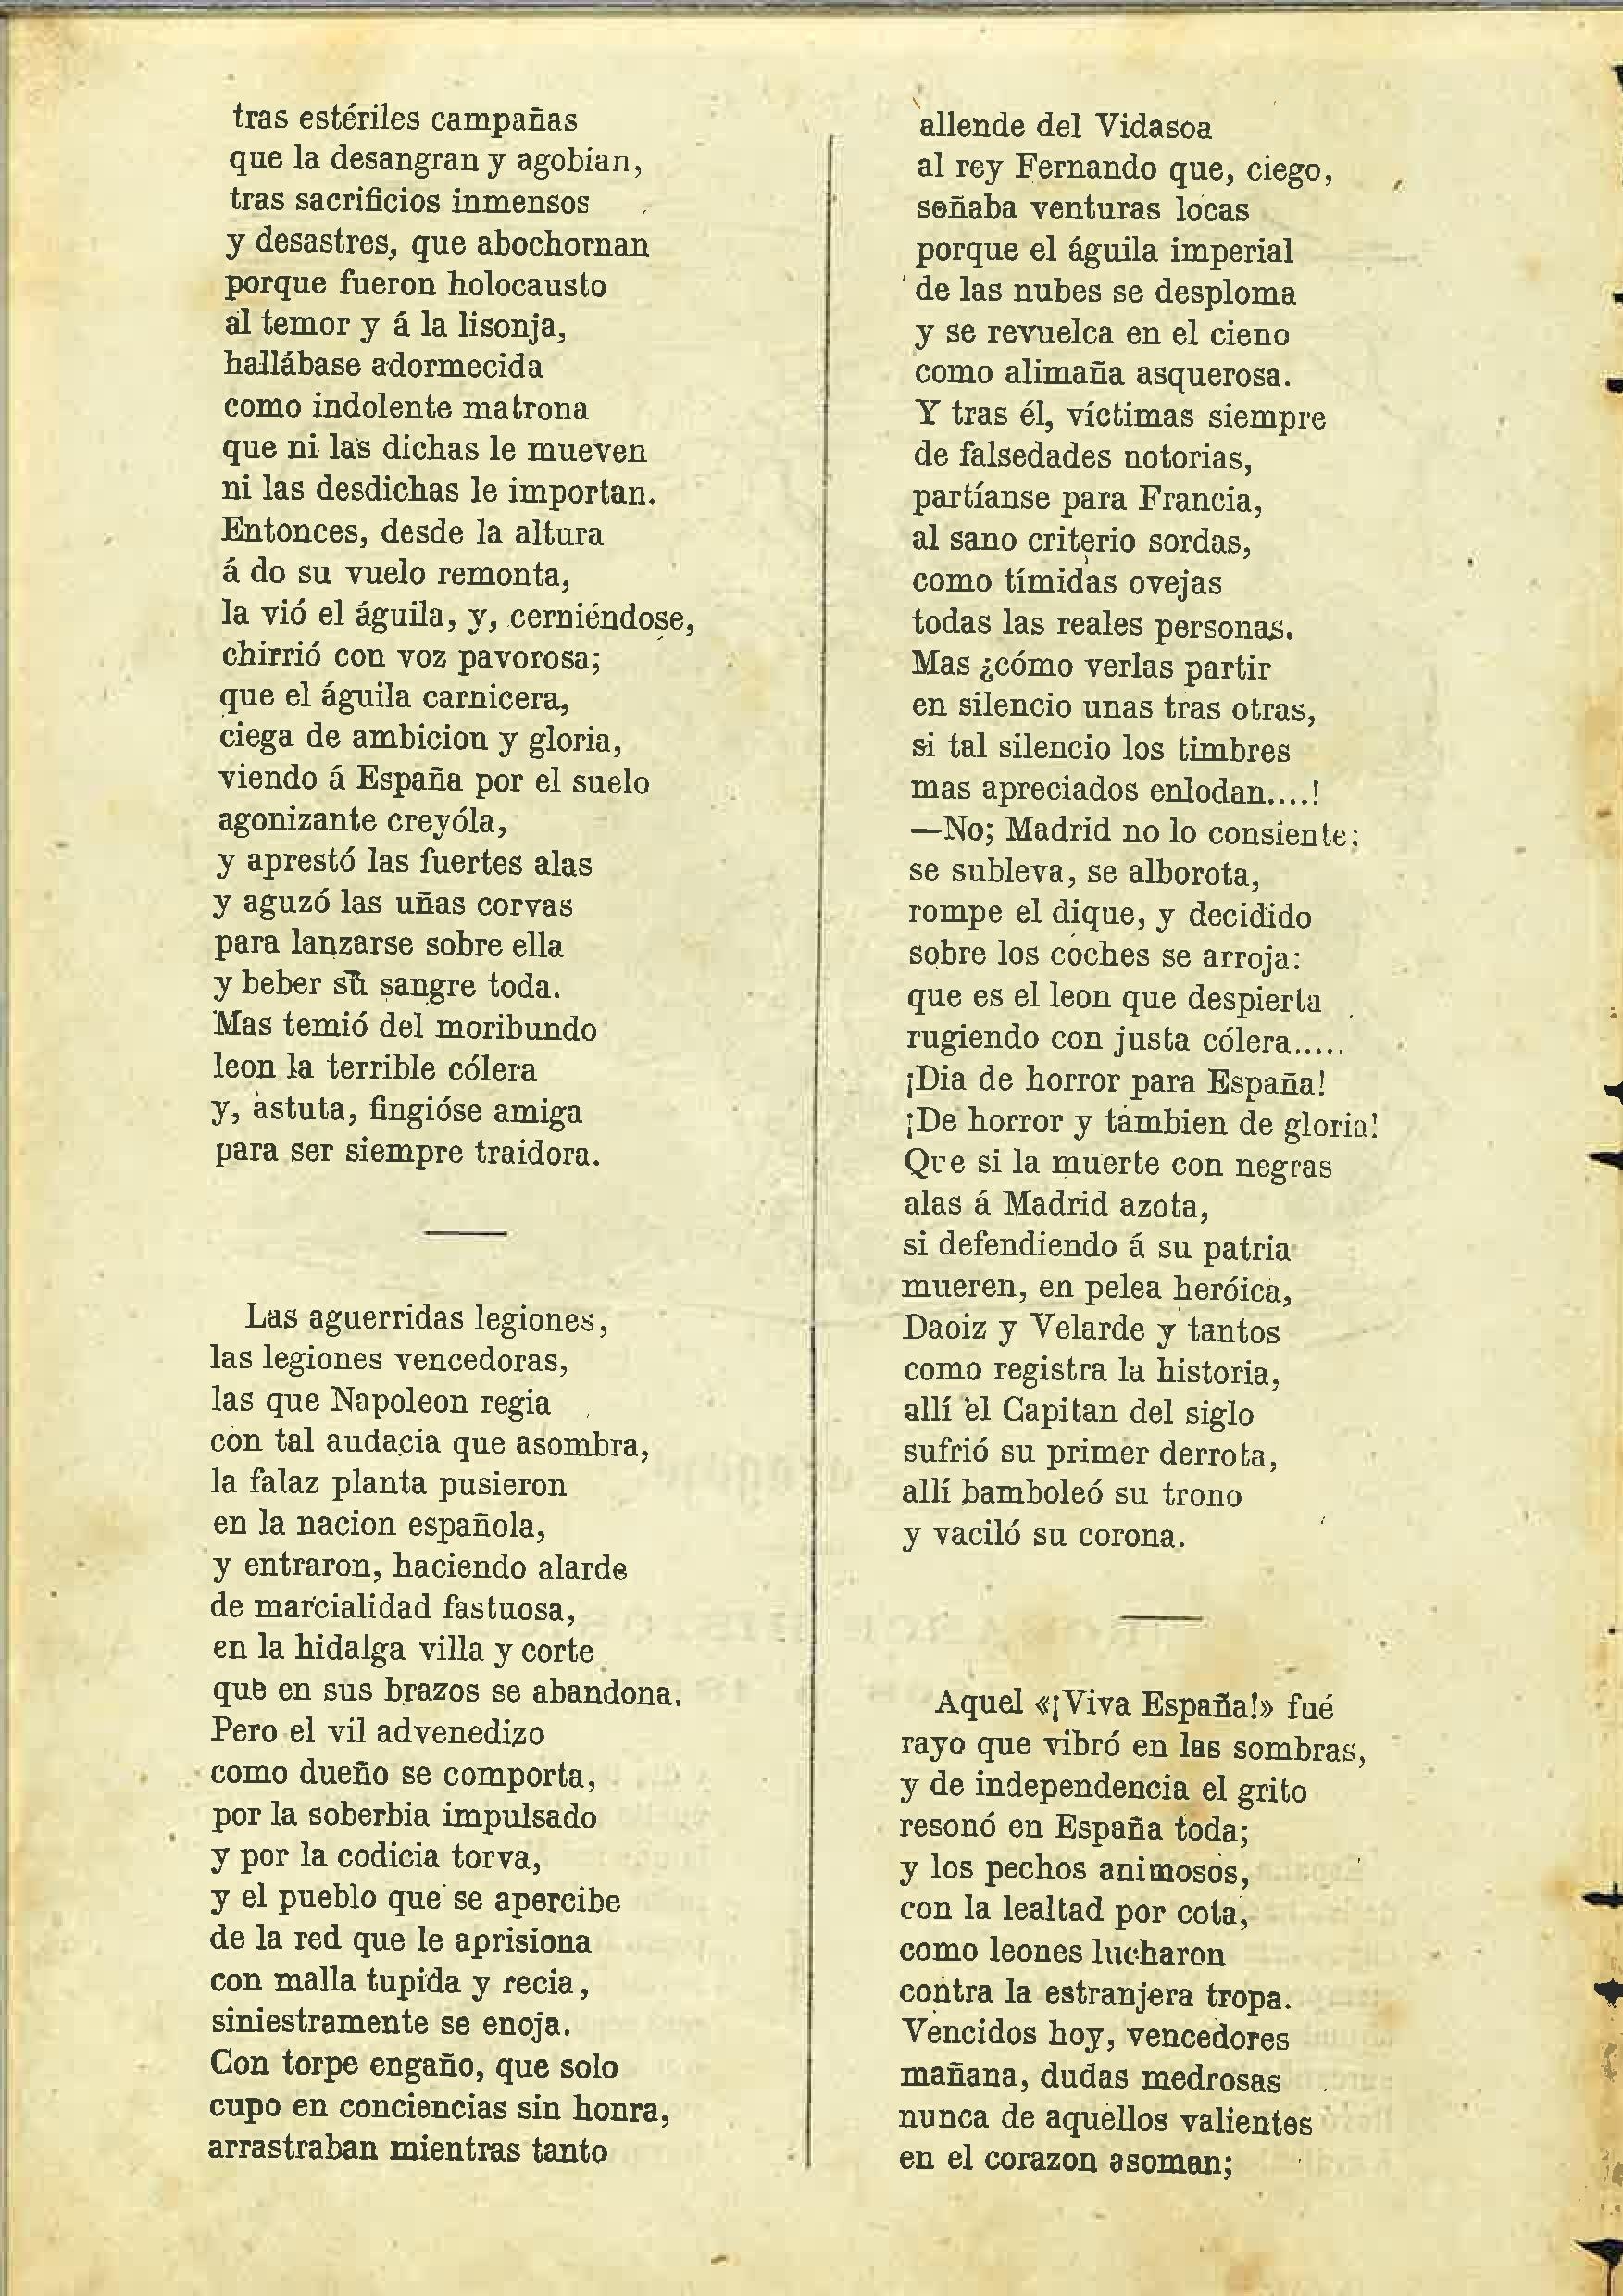 tras estériles campañas
que la desangran y agobian,
tras sacrificios inmensos
y desastres, que abochornan
porque fueron holocausto
al temor y á la lisonja,
hallábase adormecida
como indolente matrona
que ni las dichas le mueven
ni las desdichas le importan.
Entonces, desde la altura
á do su vuelo remonta,
la vió el águila, y, cerniéndose,
chirrió con voz pavorosa;
que el águila carnicera,
ciega de ambicion y gloria,
viendo á España por el suelo
agonizante creyóla,
y aprestó las fuertes alas
y aguzó las uñas corvas
para lanzarse sobre ella
y beber su sangre toda.
Mas temió del moribundo
leon la terrible cólera
y, astuta, fingióse amiga
para ser siempre traidora.
Las aguerridas legiones,
las legiones vencedoras,
las que Napoleon regia
con tal audacia que asombra,
la falaz planta pusieron
en la nacion española,
y entraron, haciendo alarde
de marcialidad fastuosa,
en la hidalga villa y corte
que en sus brazos se abandona.
Pero el vil advenedizo
como dueño se comporta,
por la soberbia impulsado
y por la codicia torva,
y el pueblo que se apercibe
de la red que le aprisiona
con malla tupida y recia,
siniestramente se enoja.
Con torpe engaño, que solo
cupo en conciencias sin honra,
arrastraban mientras tanto
allende del Vidasoa
al rey Fernando que, ciego,
soñaba venturas locas
porque el águila imperial
de las nubes se desploma
y se revuelca en el cieno
como alimaña asquerosa.
Y tras él, víctimas siempre
de falsedades notorias,
partíanse para Francia,
al sano criterio sordas,
como tímidas ovejas
todas las reales personas.
Mas ¿cómo verlas partir
en silencio unas tras otras,
si tal silencio los timbres
mas apreciados enlodan....!
—No; Madrid no lo consiente:
se subleva, se alborota,
rompe el dique, y decidido
sobre los coches se arroja:
que es el leon que despierta
rugiendo con justa cólera.....
¡Dia de horror para España!
¡De horror y tambien de gloria!
Que si la muerte con negras
alas á Madrid azota,
si defendiendo á su patria
mueren, en pelea heróica,
Daoiz y Velarde y tantos
como registra la historia,
allí el Capitan del siglo
sufrió su primer derrota,
allí bamboleó su trono
y vaciló su corona.
Aquel «¡Viva España!» fué
rayo que vibró en las sombras,
y de independencia el grito
resonó en España toda;
y los pechos animosos,
con la lealtad por cota,
como leones lucharon
contra la estranjera tropa.
Vencidos hoy, vencedores
mañana, dudas medrosas
nunca de aquellos valientes
en el corazon asoman;